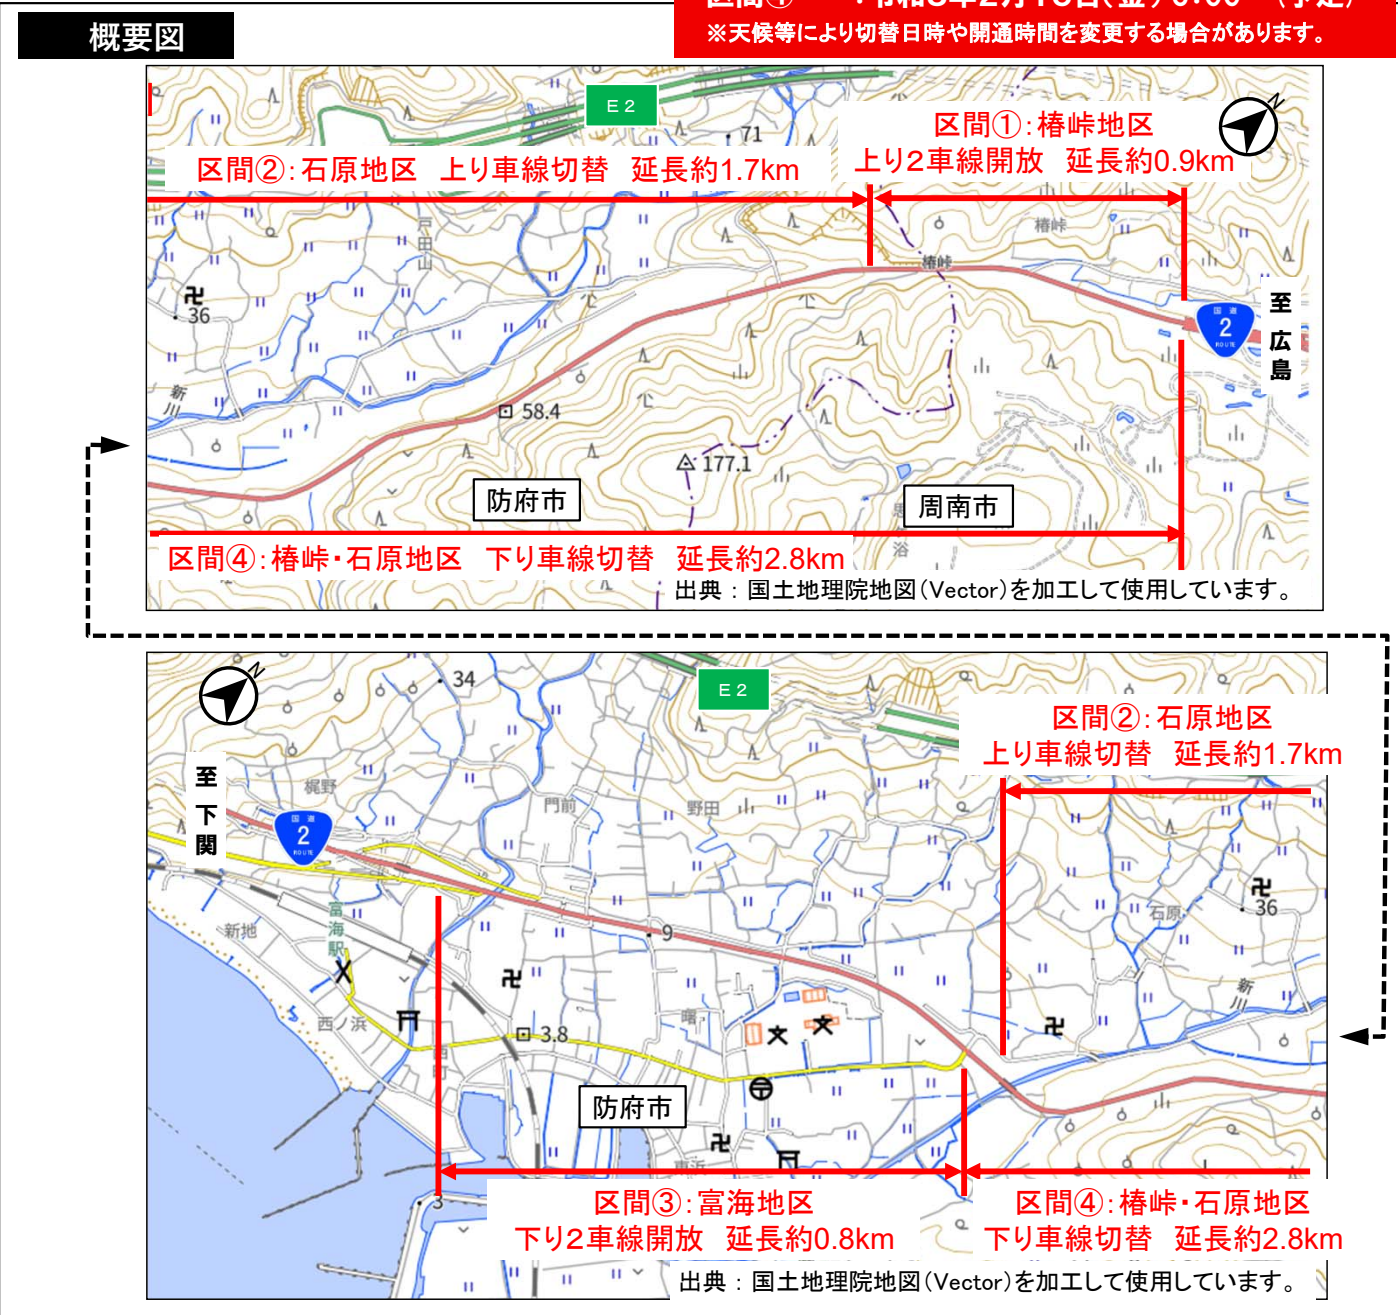 ※天候等により切替日時や開通時間を変更する場合があります。
概要図
E2
71
区間①：椿峠地区
上り２車線開放　延長約0.9km
N
区間②：石原地区　上り車線切替　延長約1.7km
戸田山
椿峠
椿峠
36
国道
2
ROUTE
至 広島
新川
58.4
177.1
防府市
周南市
区間④：椿峠・石原地区　下り車線切替　延長約2.8km
出典：国土地理院地図（Vector）を加工して使用しています。
N
34
E2
区間②：石原地区
上り車線切替　延長約1.7km
至 下関
梶野
国道
2
ROUTE
門前
野田
富海駅
新地
9
石原
36
新川
西ノ浜
3.8
曙
防府市
3
区間③：富海地区
下り２車線開放　延長約0.8km
区間④：椿峠・石原地区
下り車線切替　延長約2.8km
出典：国土地理院地図（Vector）を加工して使用しています。